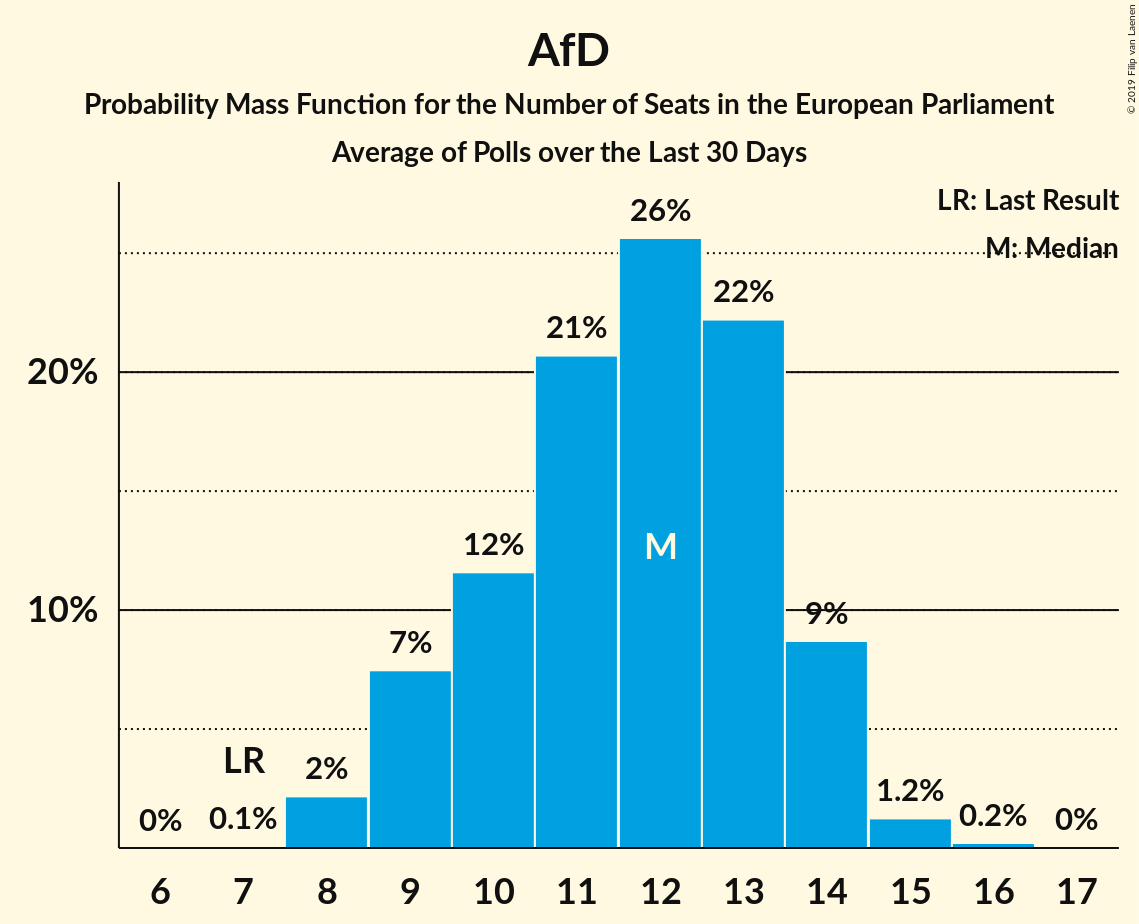 AfD
Probability Mass Function for the Number of Seats in the European Parliament
Average of Polls over the Last 30 Days
© 2019 Filip van Laenen
LR: Last Result
M: Median
26%
22%
21%
20%
12%
M
10%
9%
7%
LR
2%
1.2%
0% 0.1% 0.2% 0%
6 7 8 9 10 11 12 13 14 15 16 17